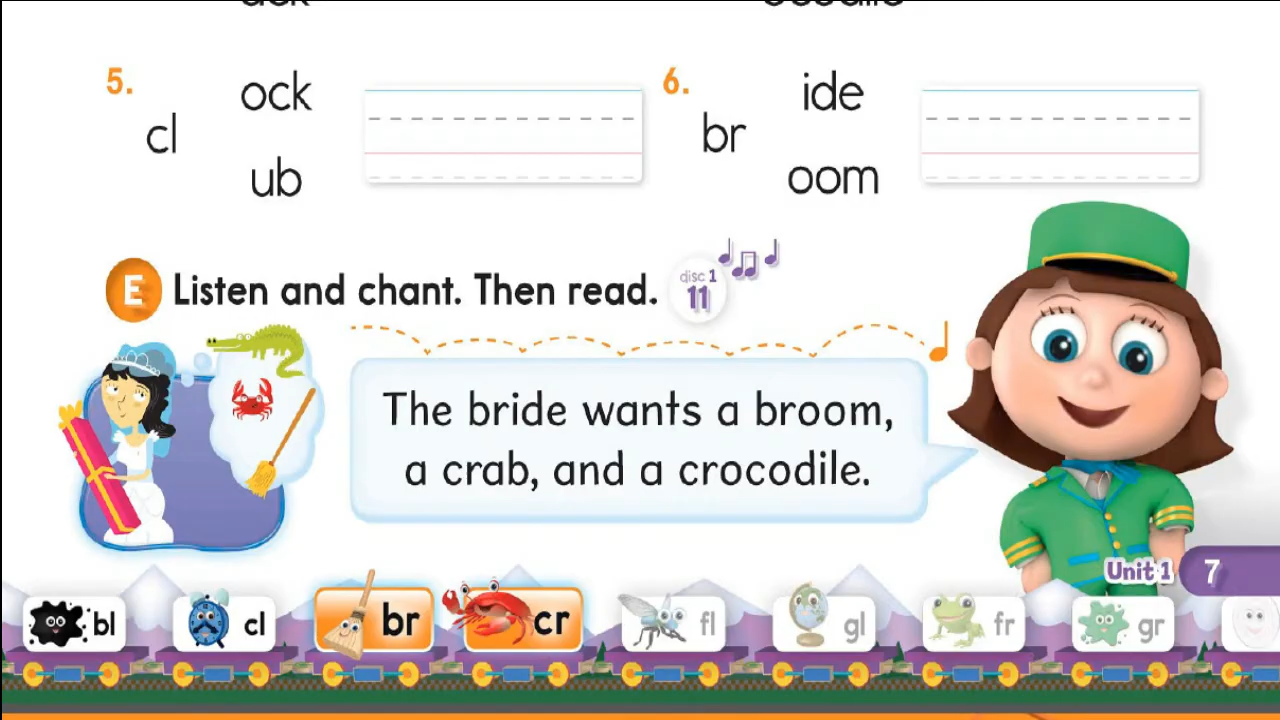 5.
ock
cl
ub
6.
ide
br
oom
E Listen and chant. Then read.
disc 1
11
The bride wants a broom,
a crab, and a crocodile.
Unit 1 7
bl cl br cr fl gl fr gr